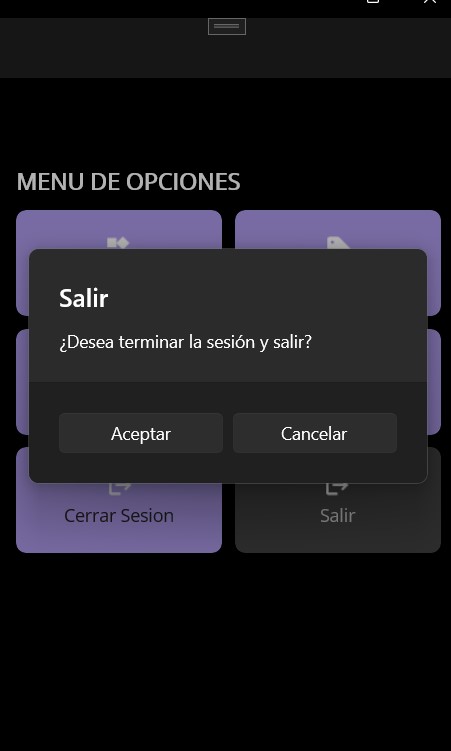 MENU DE OPCIONES
Salir
¿Desea terminar la sesión y salir?
Aceptar
Cancelar
Cerrar Sesion
Salir